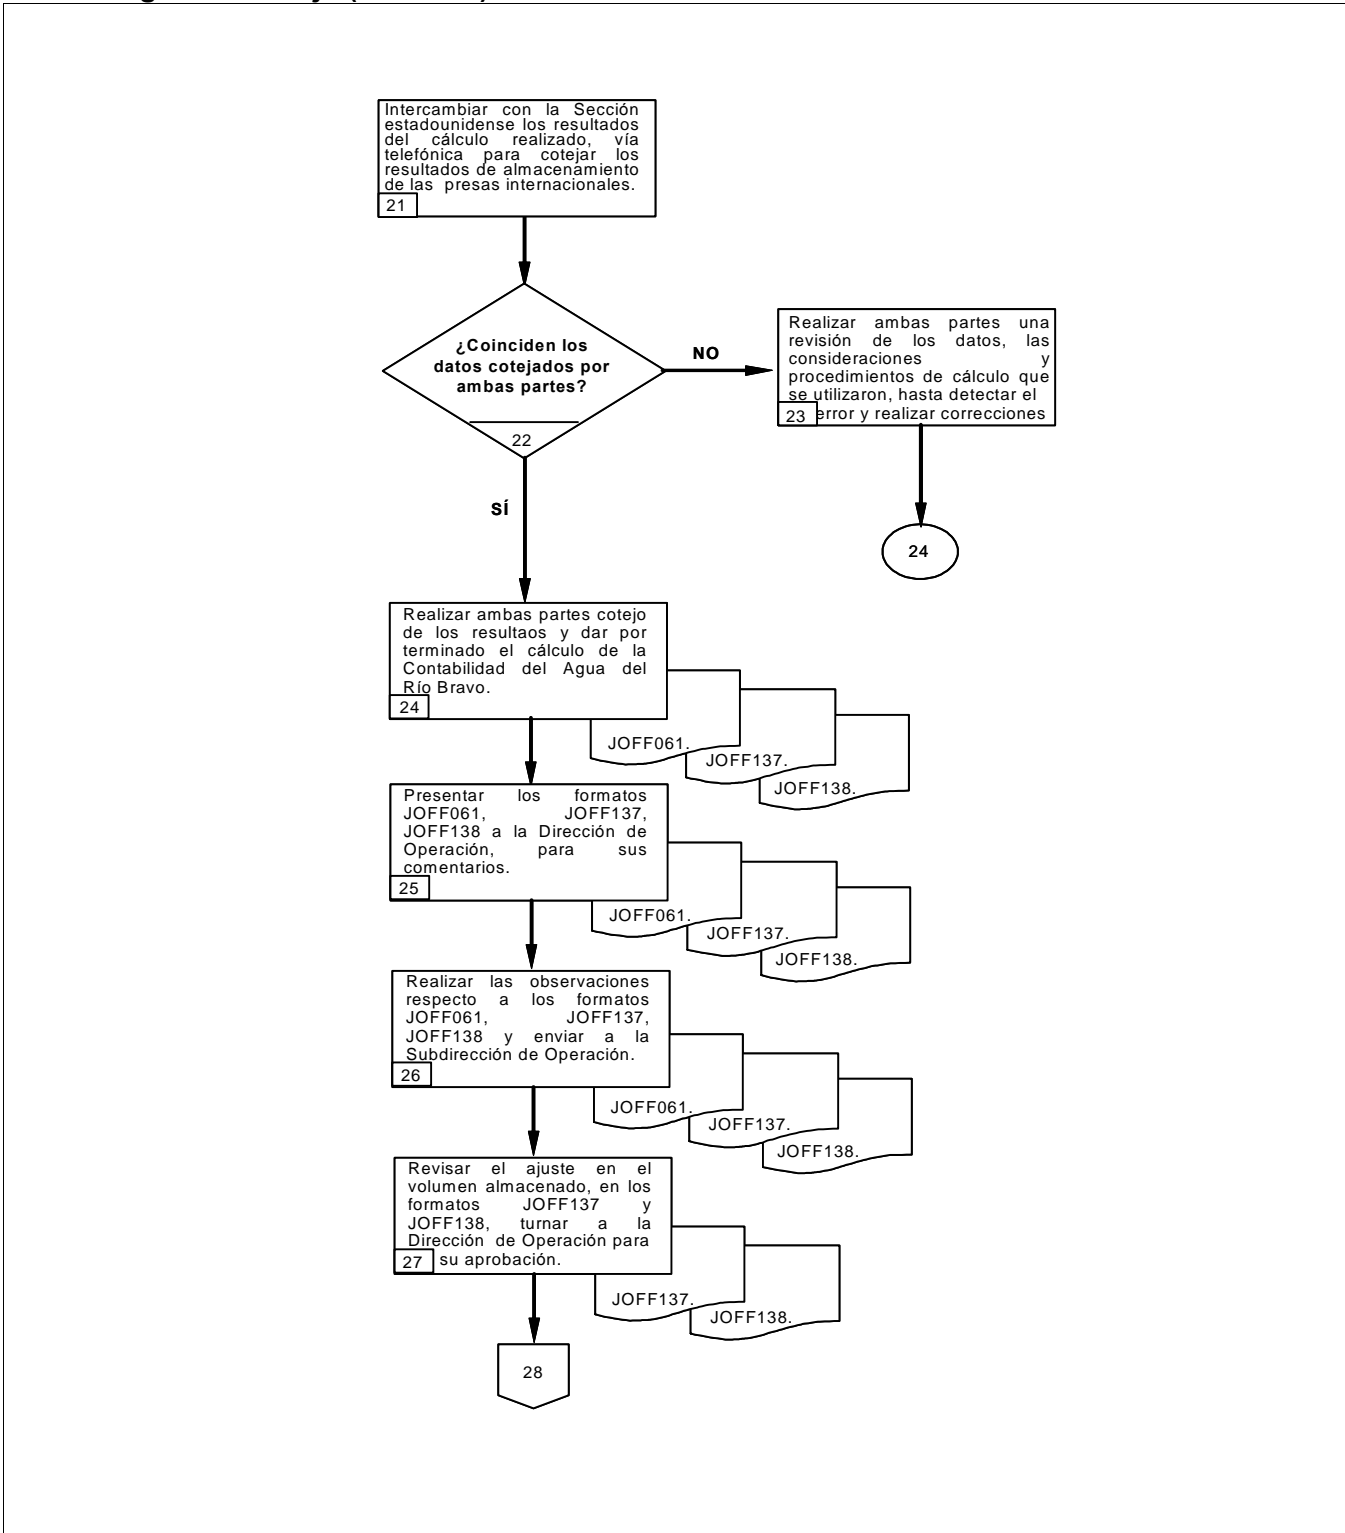 Intercambiar con la Sección
estadounidense los resultados
del cálculo realizado, vía
telefónica para cotejar los
resultados de almacenamiento
de las presas internacionales.
21
¿Coinciden los
datos cotejados por
ambas partes?
22
NO
Realizar ambas partes una
revisión de los datos, las
consideraciones y
procedimientos de cálculo que
se utilizaron, hasta detectar el
error y realizar correcciones
23
24
SÍ
Realizar ambas partes cotejo
de los resultaos y dar por
terminado el cálculo de la
Contabilidad del Agua del
Río Bravo.
24
JOFF061.
JOFF137.
JOFF138.
Presentar los formatos
JOFF061, JOFF137,
JOFF138 a la Dirección de
Operación, para sus
comentarios.
25
JOFF061.
JOFF137.
JOFF138.
Realizar las observaciones
respecto a los formatos
JOFF061, JOFF137,
JOFF138 y enviar a la
Subdirección de Operación.
26
JOFF061.
JOFF137.
JOFF138.
Revisar el ajuste en el
volumen almacenado, en los
formatos JOFF137 y
JOFF138, turnar a la
Dirección de Operación para
su aprobación.
27
JOFF137.
JOFF138.
28